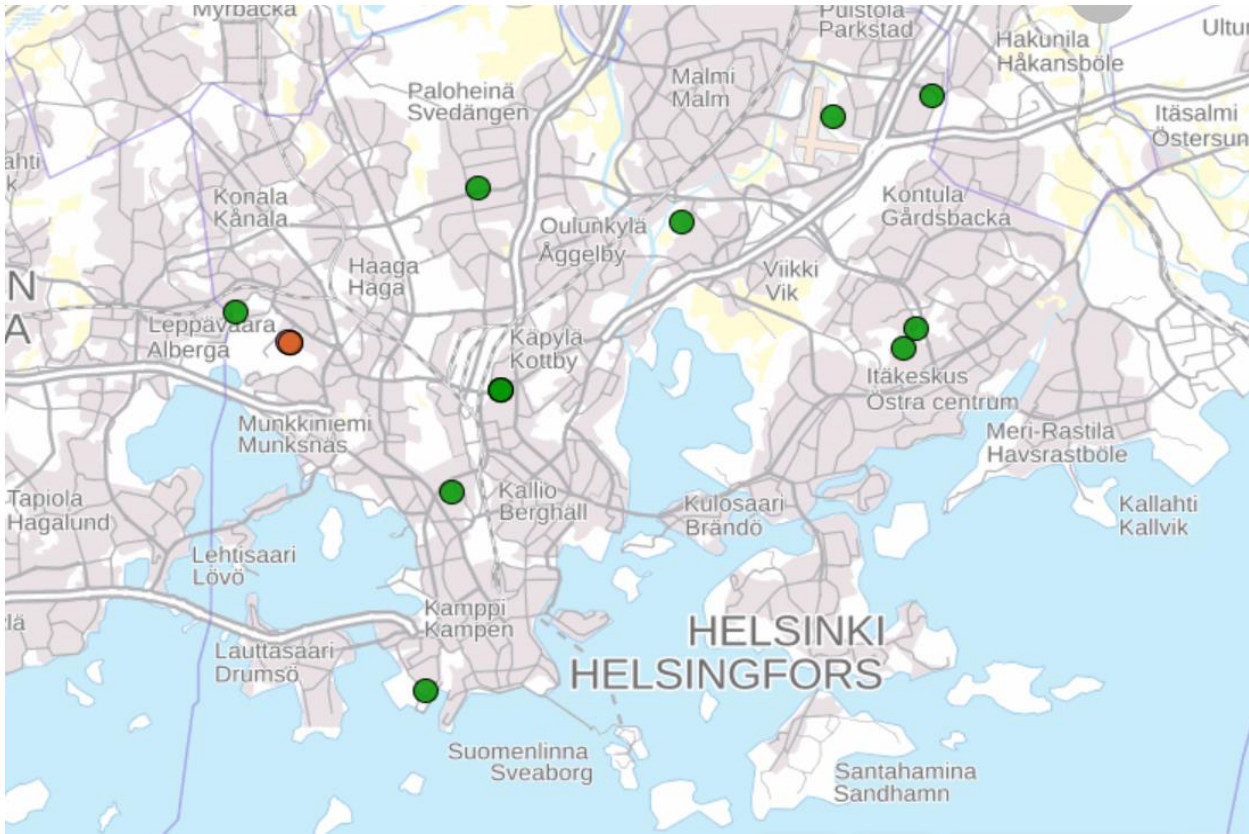 Myrbacka
Puistola
Parkstad
Hakunila
Håkansböle
Malmi
Malm
Paloheinä
Svedängen
Itäsalmi
Östersun
Konala
Kånala
Kontula
Gårdsbacka
Oulunkylä
Åggelby
Haaga
Haga
Viikki
Vik
N
A
Leppävaara
Alberga
Käpylä
Kottby
Itäkeskus
Östra centrum
Munkkiniemi
Munksnäs
Meri-Rastila
Havsrastböle
Tapiola
Hagalund
Kallio
Berghäll
Kulosaari
Brändö
Kallahti
Kallvik
Lehtisaari
Lövö
Kamppi
Kampen
HELSINKI
HELSINGFORS
Lauttasaari
Drumsö
Suomenlinna
Sveaborg
Santahamina
Sandhamn